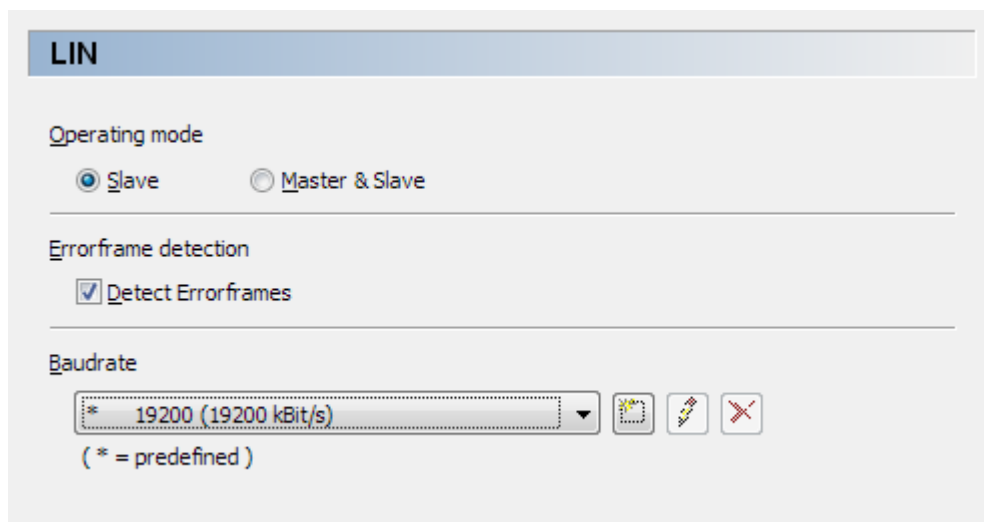 LIN
Operating mode
Slave Master & Slave
Errorframe detection
Detect Errorframes
Baudrate
* 19200 (19200 kBit/s)
( * = predefined )